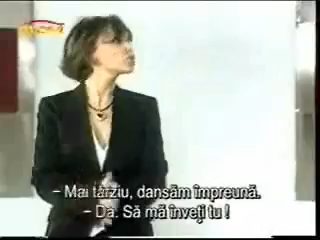 - Mai târziu, dansăm împreună.
- Da. Să mă înveţi tu !